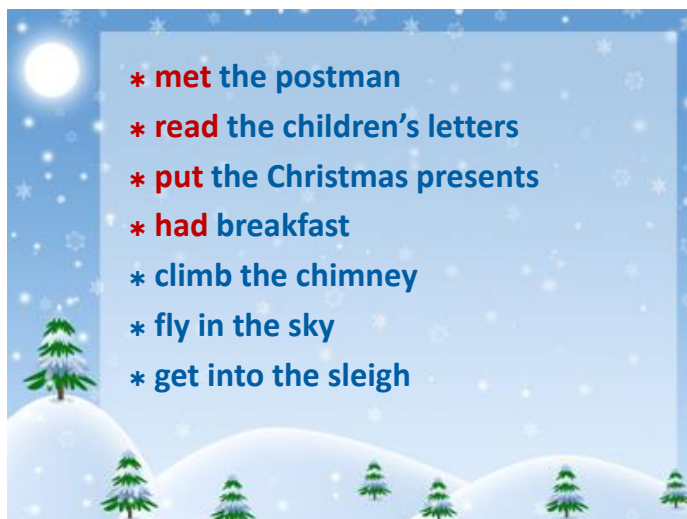 * met the postman
* read the children’s letters
* put the Christmas presents
* had breakfast
* climb the chimney
* fly in the sky
* get into the sleigh